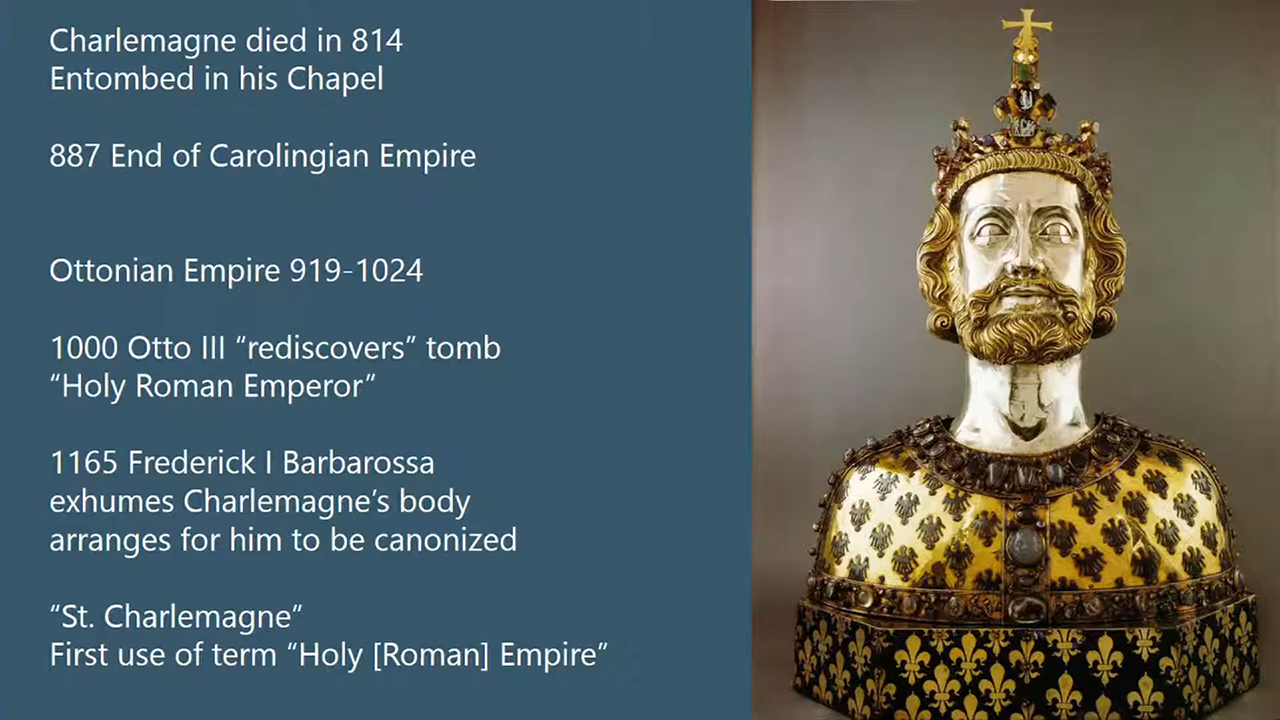 Charlemagne died in 814
Entombed in his Chapel
887 End of Carolingian Empire
Ottonian Empire 919-1024
1000 Otto III “rediscovers” tomb
“Holy Roman Emperor”
1165 Frederick I Barbarossa
exhumes Charlemagne’s body
arranges for him to be canonized
“St. Charlemagne”
First use of term “Holy [Roman] Empire”